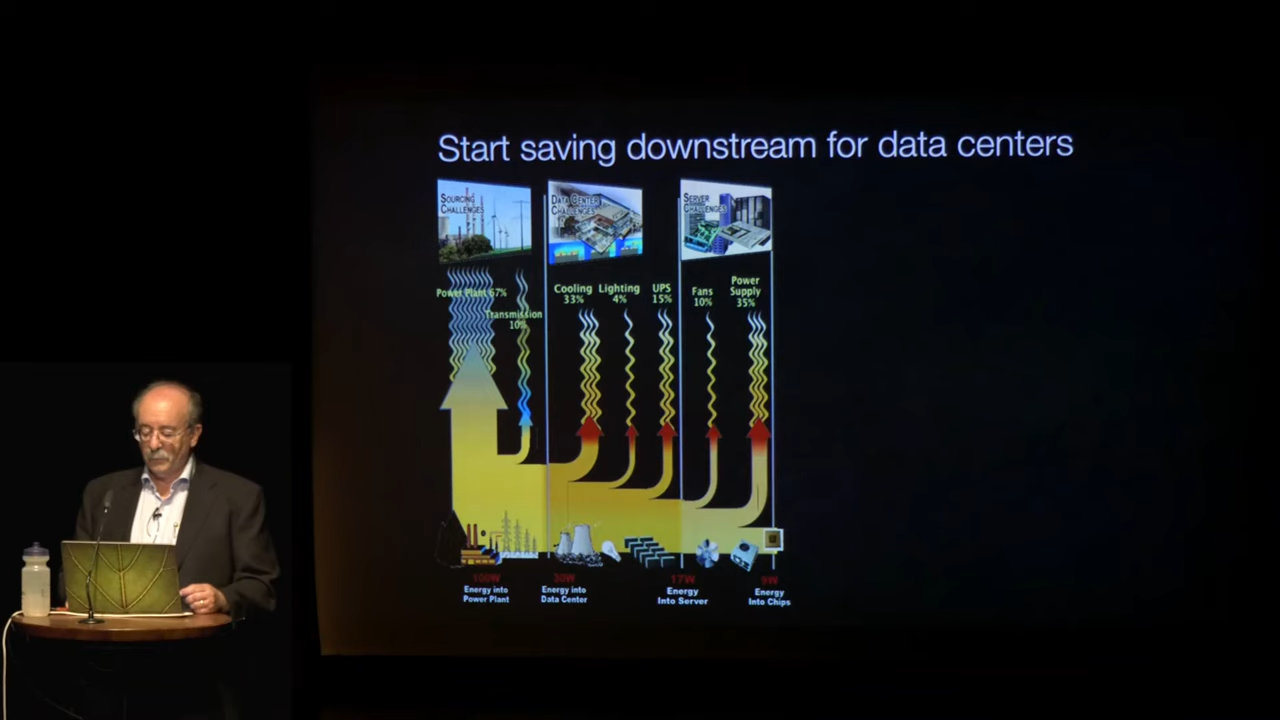 Start saving downstream for data centers
SOURCING
CHALLENGES
DATA CENTER
CHALLENGES
SERVER
CHALLENGES
Power Plant 67%
Transmission
10%
Cooling
33%
Lighting
4%
UPS
15%
Fans
10%
Power
Supply
35%
100W
Energy into
Power Plant
30W
Energy into
Data Center
17W
Energy
Into Server
9W
Energy
Into Chips